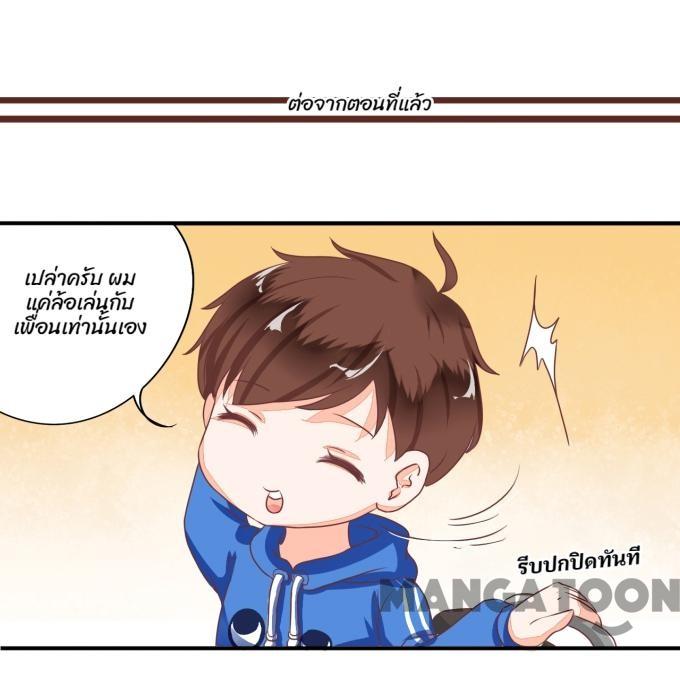 ต่อจากตอนที่แล้ว
เปล่าครับ ผม
แค่ล้อเล่นกับ
เพื่อนเท่านั้นเอง
รีบปกปิดทันที
MANGATOON